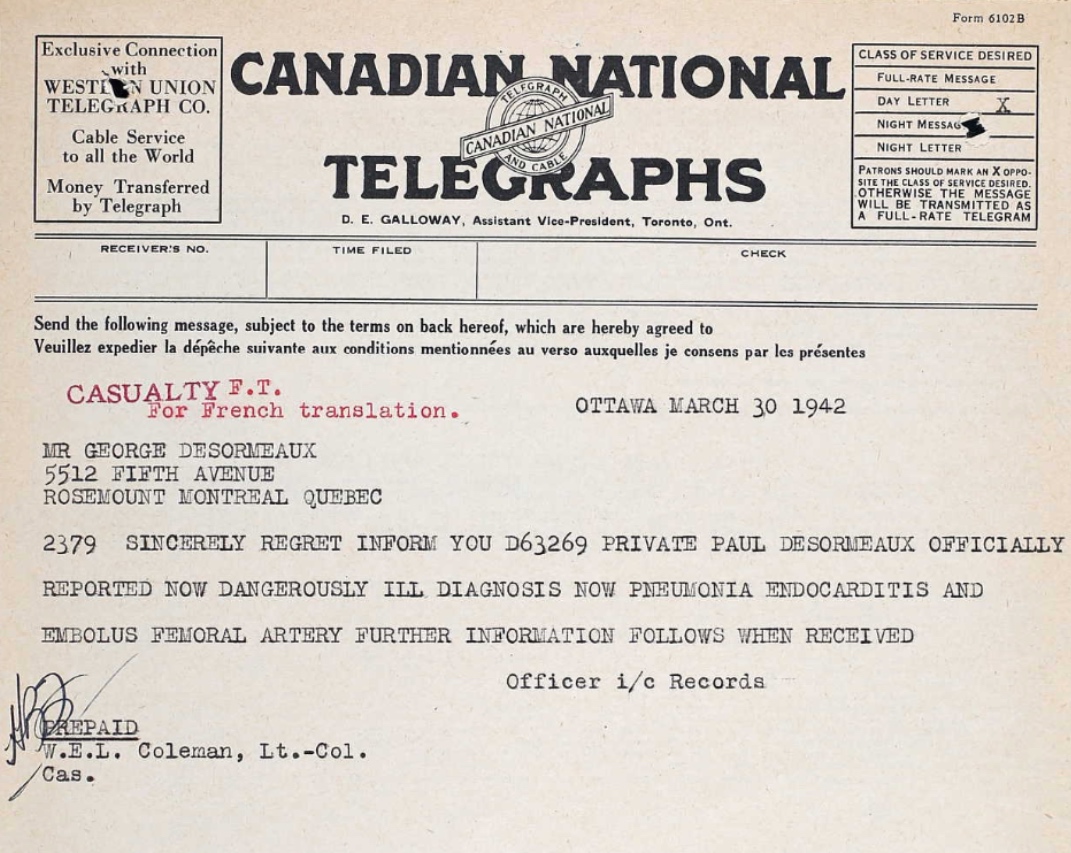 Form 6102B
Exclusive Connection
with
WESTERN UNION
TELEGRAPH CO.
Cable Service
to all the World
Money Transferred
by Telegraph
CANADIAN NATIONAL
TELEGRAPH
CANADIAN NATIONAL
AND CABLE
TELEGRAPHS
D. E. GALLOWAY, Assistant Vice-President, Toronto, Ont.
CLASS OF SERVICE DESIRED
FULL-RATE MESSAGE
DAY LETTER X
NIGHT MESSAGE
NIGHT LETTER
PATRONS SHOULD MARK AN X OPPO-
SITE THE CLASS OF SERVICE DESIRED.
OTHERWISE THE MESSAGE
WILL BE TRANSMITTED AS
A FULL-RATE TELEGRAM
RECEIVER'S NO. TIME FILED CHECK
Send the following message, subject to the terms on back hereof, which are hereby agreed to
Veuillez expedier la dépêche suivante aux conditions mentionnées au verso auxquelles je consens par les présentes
CASUALTY F.T.
For French translation.
OTTAWA MARCH 30 1942
MR GEORGE DESORMEAUX
5512 FIFTH AVENUE
ROSEMOUNT MONTREAL QUEBEC
2379 SINCERELY REGRET INFORM YOU D63269 PRIVATE PAUL DESORMEAUX OFFICIALLY
REPORTED NOW DANGEROUSLY ILL DIAGNOSIS NOW PNEUMONIA ENDOCARDITIS AND
EMBOLUS FEMORAL ARTERY FURTHER INFORMATION FOLLOWS WHEN RECEIVED
Officer i/c Records
PREPAID
W.E.L. Coleman, Lt.-Col.
Cas.